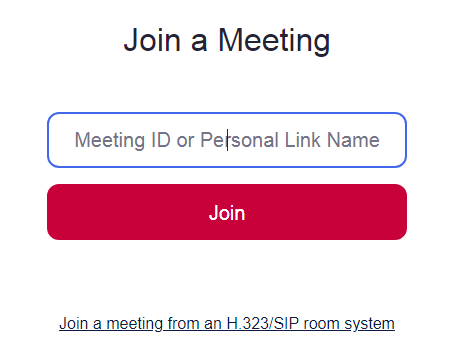 Join a Meeting
Meeting ID or Personal Link Name
Join
Join a meeting from an H.323/SIP room system